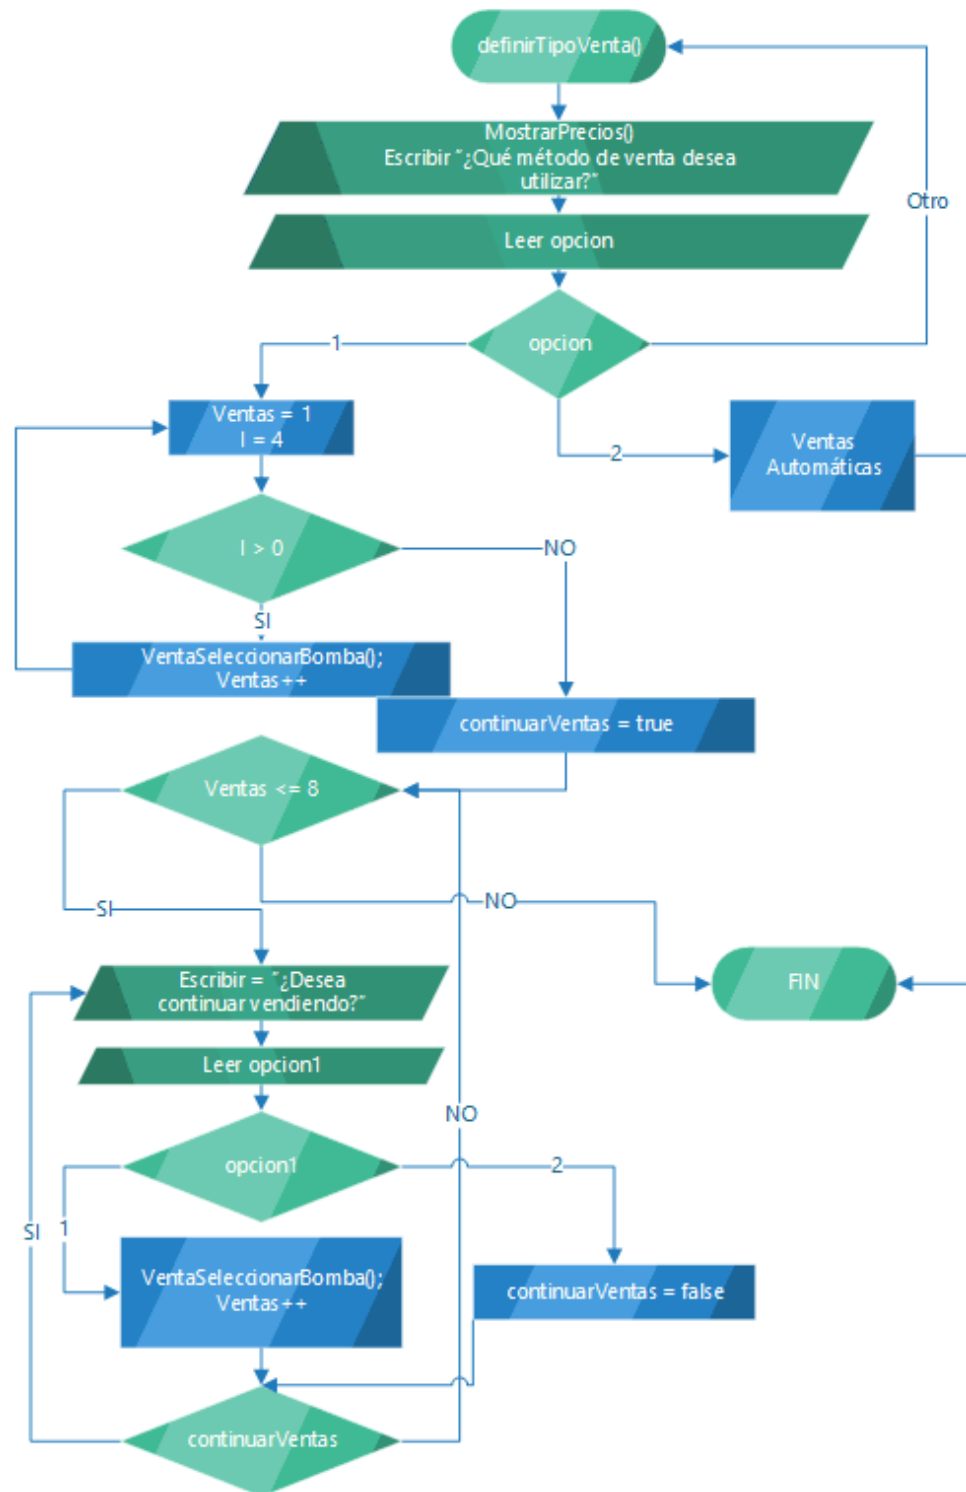 definirTipoVenta()
MostrarPrecios()
Escribir "¿Qué método de venta desea
utilizar?"
Otro
Leer opcion
opcion
1
Ventas = 1
I = 4
2
Ventas
Automáticas
I > 0
NO
SI
VentaSeleccionarBomba();
Ventas++
continuarVentas = true
Ventas <= 8
NO
SI
Escribir = "¿Desea
continuar vendiendo?"
FIN
Leer opcion1
NO
opcion1
2
SI
1
VentaSeleccionarBomba();
Ventas++
continuarVentas = false
continuarVentas